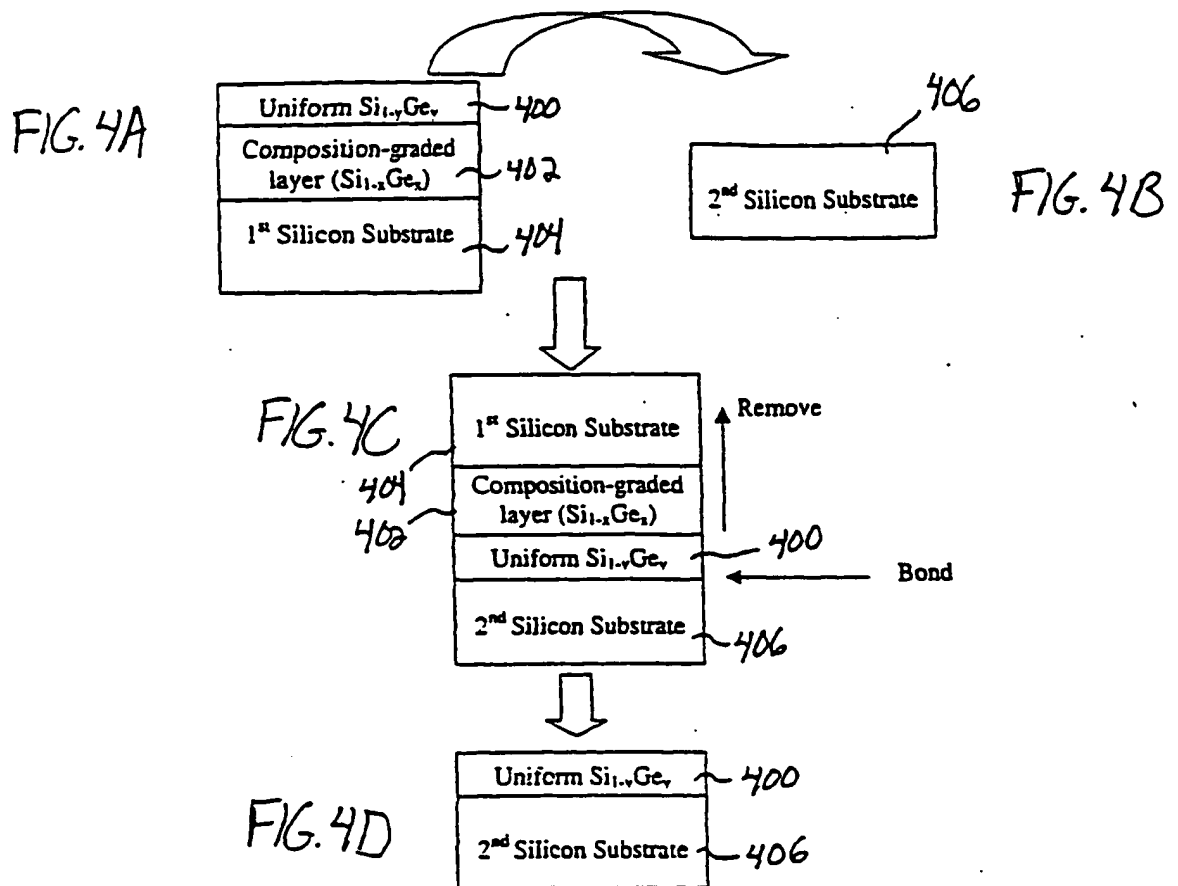 FIG. 4A
Uniform Si1-yGey
400
Composition-graded
layer (Si1-xGex)
402
1st Silicon Substrate
404
406
2nd Silicon Substrate
FIG. 4B
FIG. 4C
1st Silicon Substrate
404
Remove
Composition-graded
layer (Si1-xGex)
402
Uniform Si1-yGey
400
Bond
2nd Silicon Substrate
406
Uniform Si1-yGey
400
FIG. 4D
2nd Silicon Substrate
406